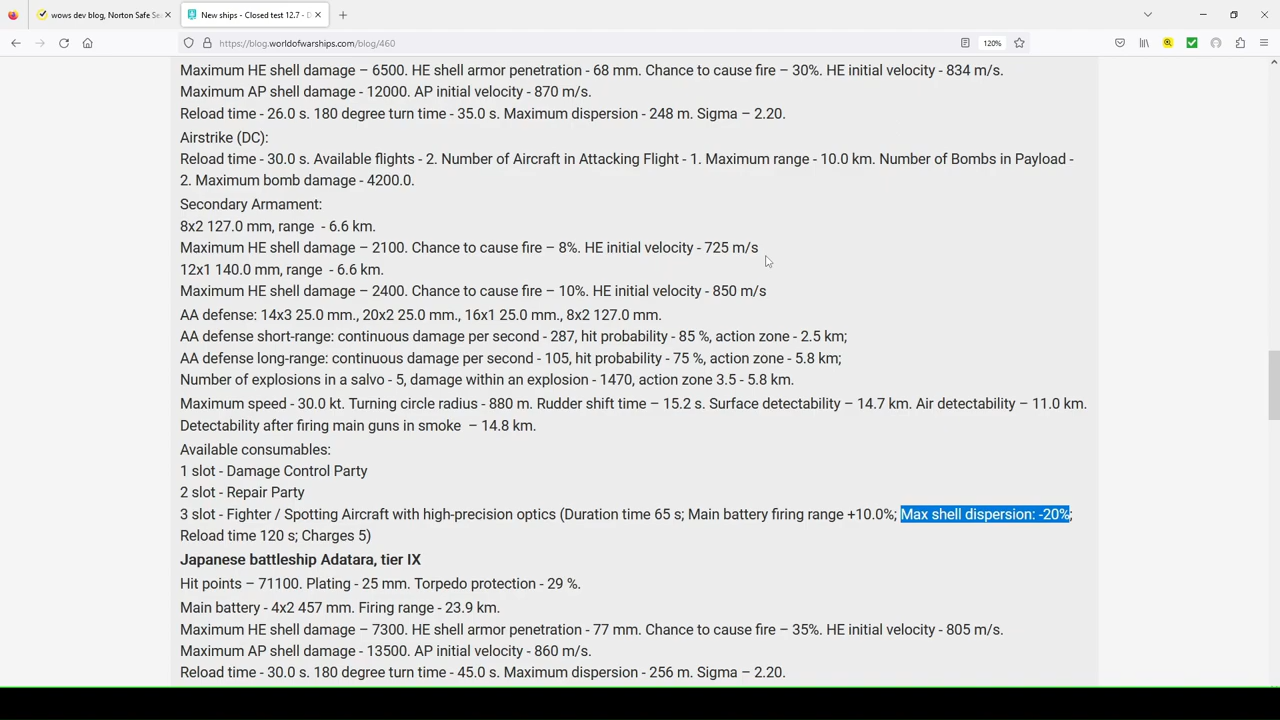 wows dev blog, Norton Safe Se
New ships - Closed test 12.7 - D
https://blog.worldofwarships.com/blog/460
120%
Maximum HE shell damage – 6500. HE shell armor penetration - 68 mm. Chance to cause fire – 30%. HE initial velocity - 834 m/s.
Maximum AP shell damage - 12000. AP initial velocity - 870 m/s.
Reload time - 26.0 s. 180 degree turn time - 35.0 s. Maximum dispersion - 248 m. Sigma – 2.20.
Airstrike (DC):
Reload time - 30.0 s. Available flights - 2. Number of Aircraft in Attacking Flight - 1. Maximum range - 10.0 km. Number of Bombs in Payload -
2. Maximum bomb damage - 4200.0.
Secondary Armament:
8x2 127.0 mm, range - 6.6 km.
Maximum HE shell damage – 2100. Chance to cause fire – 8%. HE initial velocity - 725 m/s
12x1 140.0 mm, range - 6.6 km.
Maximum HE shell damage – 2400. Chance to cause fire – 10%. HE initial velocity - 850 m/s
AA defense: 14x3 25.0 mm., 20x2 25.0 mm., 16x1 25.0 mm., 8x2 127.0 mm.
AA defense short-range: continuous damage per second - 287, hit probability - 85 %, action zone - 2.5 km;
AA defense long-range: continuous damage per second - 105, hit probability - 75 %, action zone - 5.8 km;
Number of explosions in a salvo - 5, damage within an explosion - 1470, action zone 3.5 - 5.8 km.
Maximum speed - 30.0 kt. Turning circle radius - 880 m. Rudder shift time – 15.2 s. Surface detectability – 14.7 km. Air detectability – 11.0 km.
Detectability after firing main guns in smoke – 14.8 km.
Available consumables:
1 slot - Damage Control Party
2 slot - Repair Party
3 slot - Fighter / Spotting Aircraft with high-precision optics (Duration time 65 s; Main battery firing range +10.0%; Max shell dispersion: -20%;
Reload time 120 s; Charges 5)
Japanese battleship Adatara, tier IX
Hit points – 71100. Plating - 25 mm. Torpedo protection - 29 %.
Main battery - 4x2 457 mm. Firing range - 23.9 km.
Maximum HE shell damage – 7300. HE shell armor penetration - 77 mm. Chance to cause fire – 35%. HE initial velocity - 805 m/s.
Maximum AP shell damage - 13500. AP initial velocity - 860 m/s.
Reload time - 30.0 s. 180 degree turn time - 45.0 s. Maximum dispersion - 256 m. Sigma – 2.20.